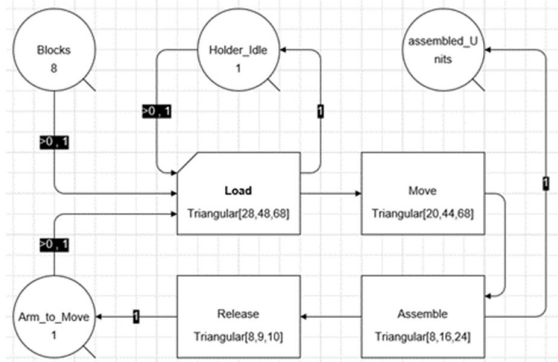 Blocks
8
Holder_Idle
1
assembled_U
nits
>0 , 1
1
>0 , 1
Load
Triangular[28,48,68]
Move
Triangular[20,44,68]
1
>0 , 1
Arm_to_Move
1
1
Release
Triangular[8,9,10]
Assemble
Triangular[8,16,24]